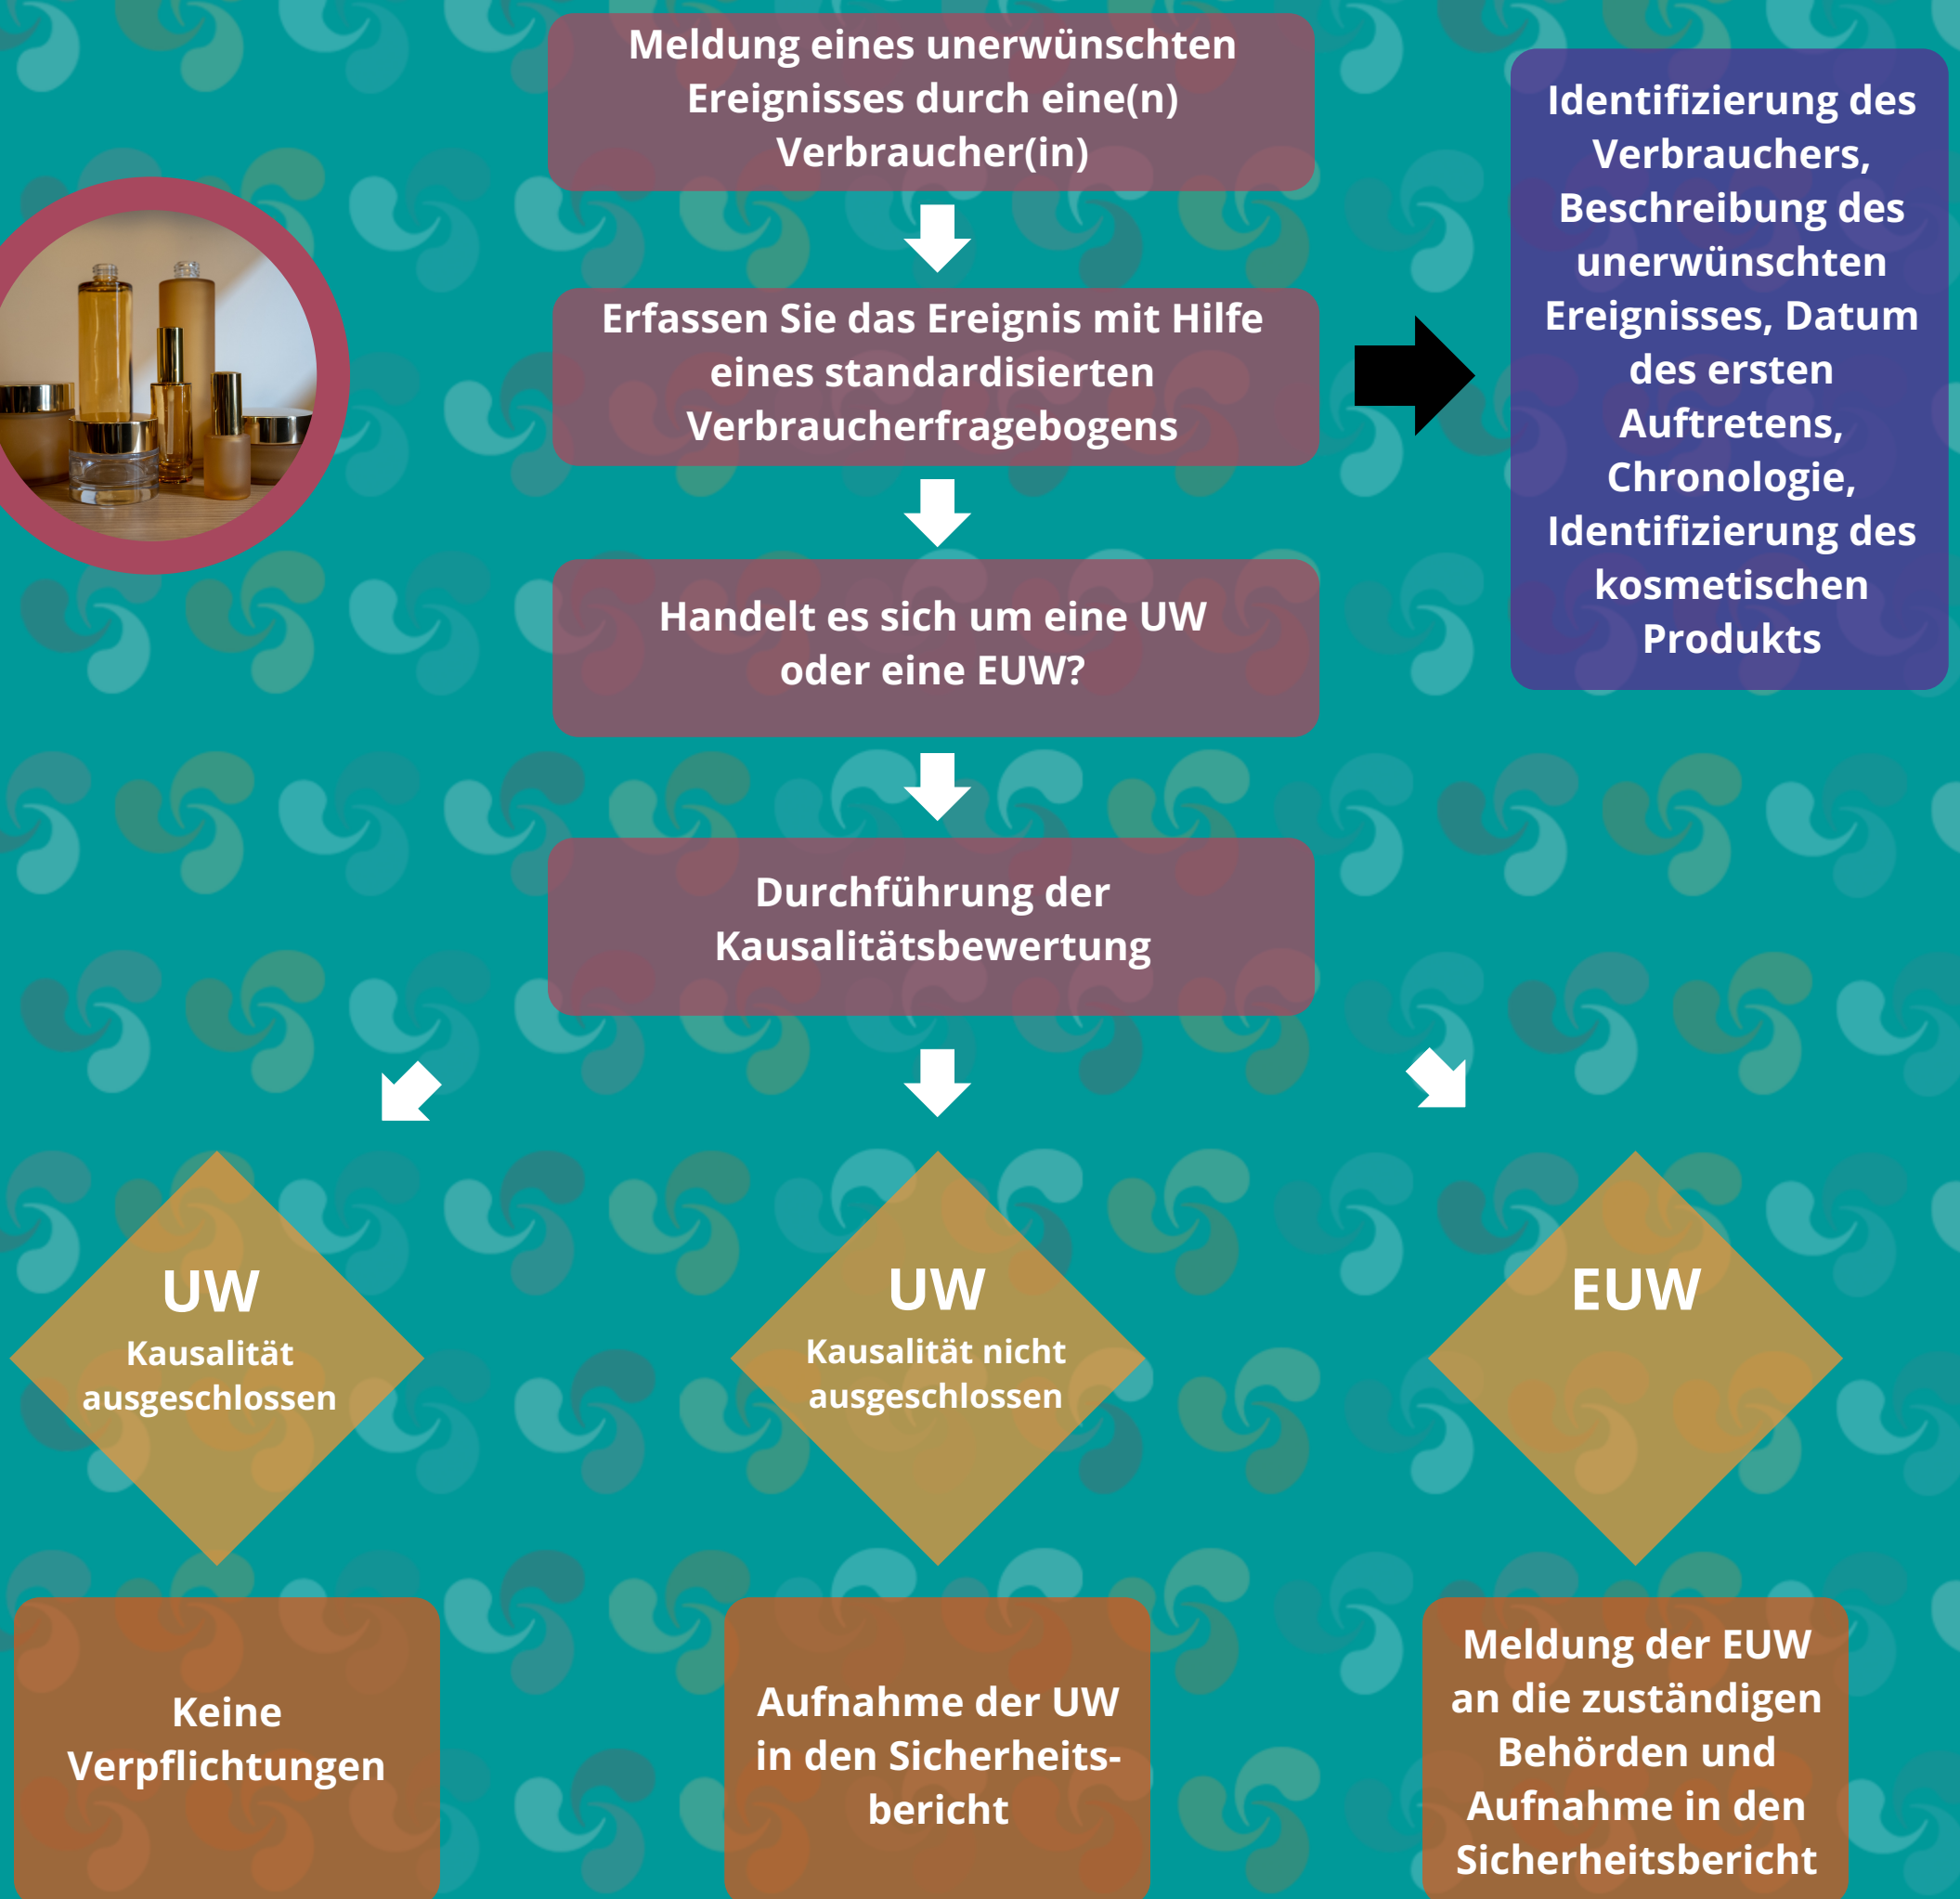 Meldung eines unerwünschten
Ereignisses durch eine(n)
Verbraucher(in)
Identifizierung des
Verbrauchers,
Beschreibung des
unerwünschten
Ereignisses, Datum
des ersten
Auftretens,
Chronologie,
Identifizierung des
kosmetischen
Produkts
Erfassen Sie das Ereignis mit Hilfe
eines standardisierten
Verbraucherfragebogens
Handelt es sich um eine UW
oder eine EUW?
Durchführung der
Kausalitätsbewertung
UW
Kausalität
ausgeschlossen
UW
Kausalität nicht
ausgeschlossen
EUW
Keine
Verpflichtungen
Aufnahme der UW
in den Sicherheits-
bericht
Meldung der EUW
an die zuständigen
Behörden und
Aufnahme in den
Sicherheitsbericht